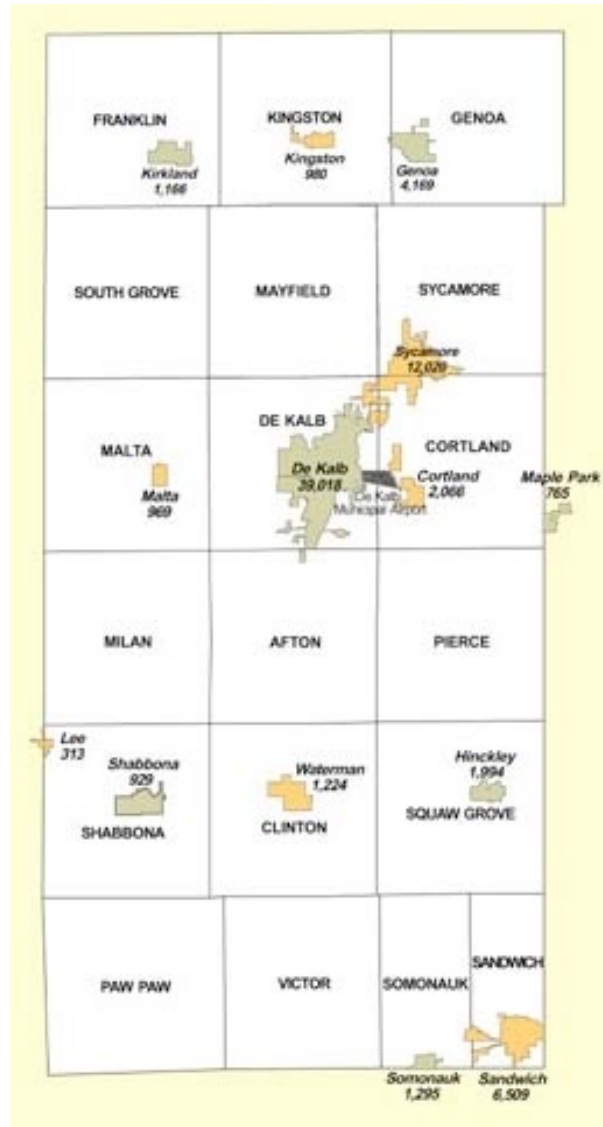 FRANKLIN
KINGSTON
GENOA
Kirkland
1,166
Kingston
980
Genoa
4,169
SOUTH GROVE
MAYFIELD
SYCAMORE
Sycamore
12,020
MALTA
DE KALB
CORTLAND
Malta
969
De Kalb
39,018
De Kalb
Municipal Airport
Cortland
2,066
Maple Park
765
MILAN
AFTON
PIERCE
Lee
313
Shabbona
929
SHABBONA
Waterman
1,224
CLINTON
Hinckley
1,994
SQUAW GROVE
PAW PAW
VICTOR
SOMONAUK
SANDWICH
Somonauk
1,295
Sandwich
6,509